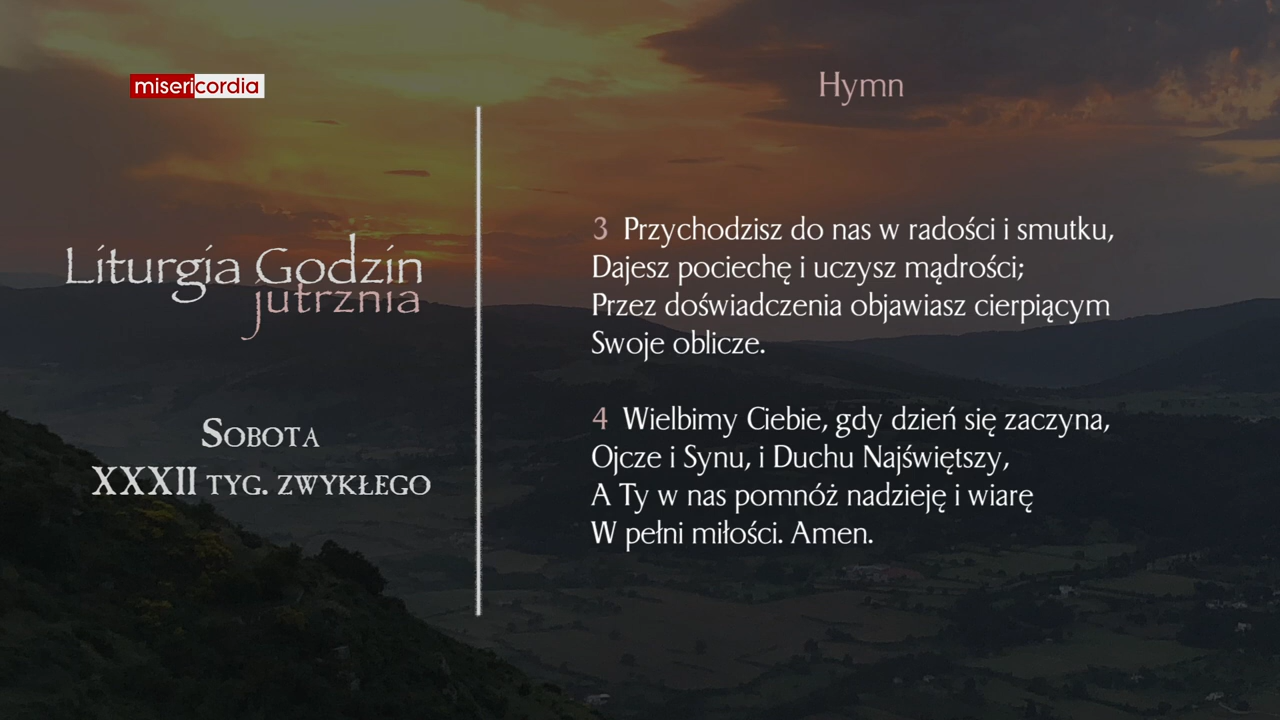 misericordia
Liturgia Godzin
jutrznia
Sobota
XXXII tyg. zwykłego
Hymn
3 Przychodzisz do nas w radości i smutku,
Dajesz pociechę i uczysz mądrości;
Przez doświadczenia objawiasz cierpiącym
Swoje oblicze.
4 Wielbimy Ciebie, gdy dzień się zaczyna,
Ojcze i Synu, i Duchu Najświętszy,
A Ty w nas pomnóż nadzieję i wiarę
W pełni miłości. Amen.